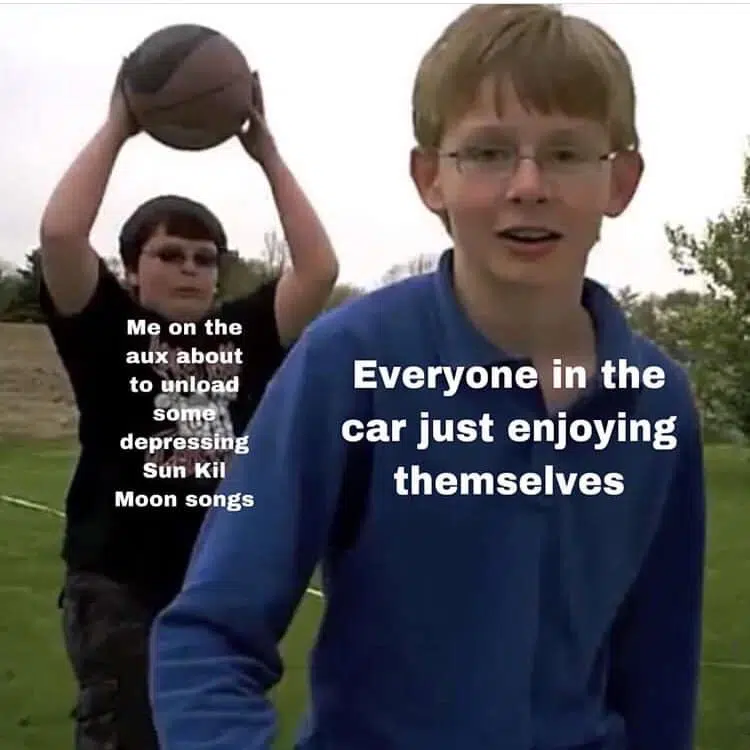 Me on the
aux about
to unload
some
depressing
Sun Kil
Moon songs
Everyone in the
car just enjoying
themselves